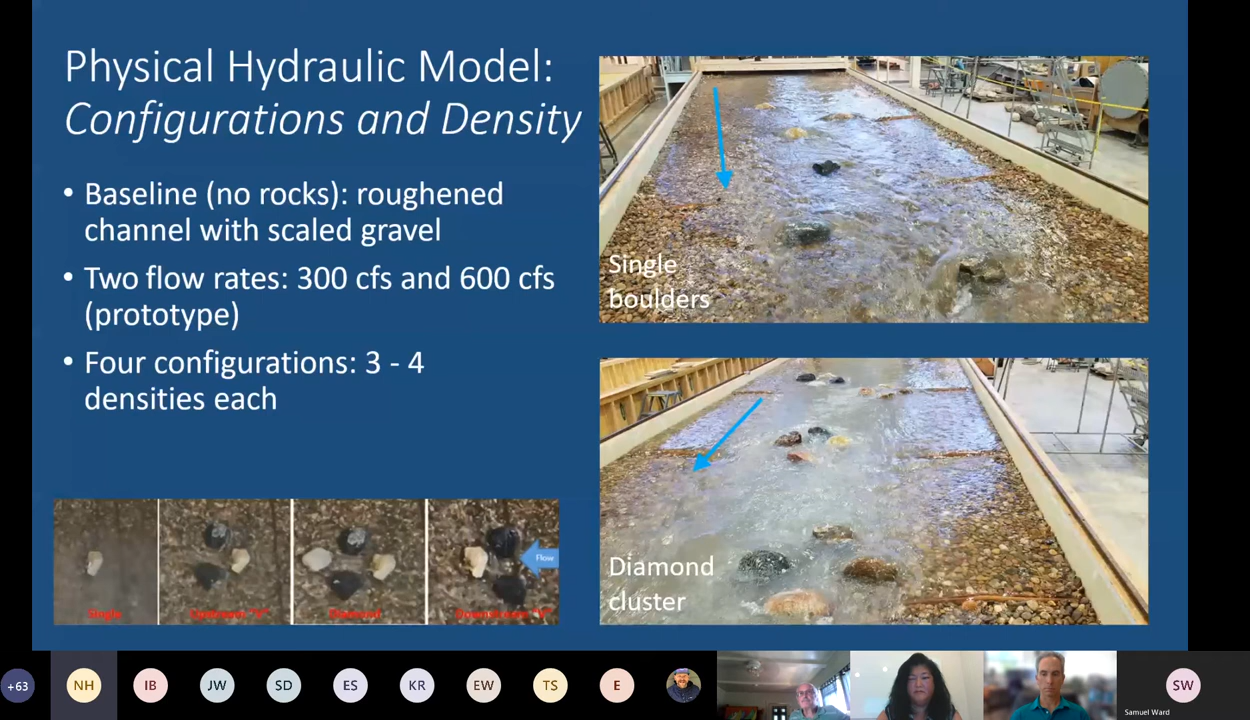 Physical Hydraulic Model:
Configurations and Density
• Baseline (no rocks): roughened
channel with scaled gravel
• Two flow rates: 300 cfs and 600 cfs
(prototype)
• Four configurations: 3 - 4
densities each
Single
boulders
Diamond
cluster
Single
Upstream "V"
Diamond
Downstream "V"
Flow
+63
NH
IB
JW
SD
ES
KR
EW
TS
E
SW
Samuel Ward